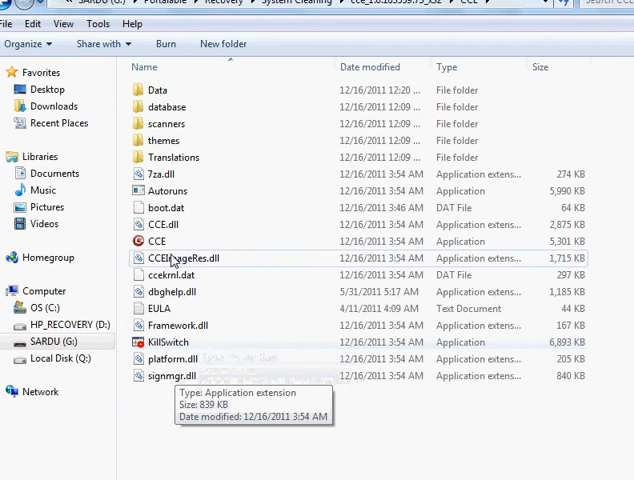 SARDU (G:) ▸ Portalable ▸ Recovery ▸ System Cleaning ▸ cce_1.6.183539.73_x32 ▸ CCE ▸
Edit View Tools Help
Organize Share with Burn New folder
Name Date modified Type Size
Favorites
Desktop
Downloads
Recent Places
Libraries
Documents
Music
Pictures
Videos
Homegroup
Computer
OS (C:)
HP_RECOVERY (D:)
SARDU (G:)
Local Disk (Q:)
Network
Data 12/16/2011 12:20 ... File folder
database 12/16/2011 12:09 ... File folder
scanners 12/16/2011 12:09 ... File folder
themes 12/16/2011 12:09 ... File folder
Translations 12/16/2011 12:09 ... File folder
7za.dll 12/16/2011 3:54 AM Application extens... 274 KB
Autoruns 12/16/2011 3:54 AM Application 5,990 KB
boot.dat 12/16/2011 3:46 AM DAT File 64 KB
CCE.dll 12/16/2011 3:54 AM Application extens... 2,875 KB
CCE 12/16/2011 3:54 AM Application 5,301 KB
CCEImageRes.dll 12/16/2011 3:54 AM Application extens... 1,715 KB
ccekrnl.dat 12/16/2011 3:54 AM DAT File 297 KB
dbghelp.dll 5/31/2011 5:17 AM Application extens... 1,185 KB
EULA 4/11/2011 4:09 AM Text Document 44 KB
Framework.dll 12/16/2011 3:54 AM Application extens... 167 KB
KillSwitch 12/16/2011 3:54 AM Application 6,893 KB
platform.dll 12/16/2011 3:54 AM Application extens... 205 KB
signmgr.dll 12/16/2011 3:54 AM Application extens... 840 KB
Type: Application extension
Size: 839 KB
Date modified: 12/16/2011 3:54 AM